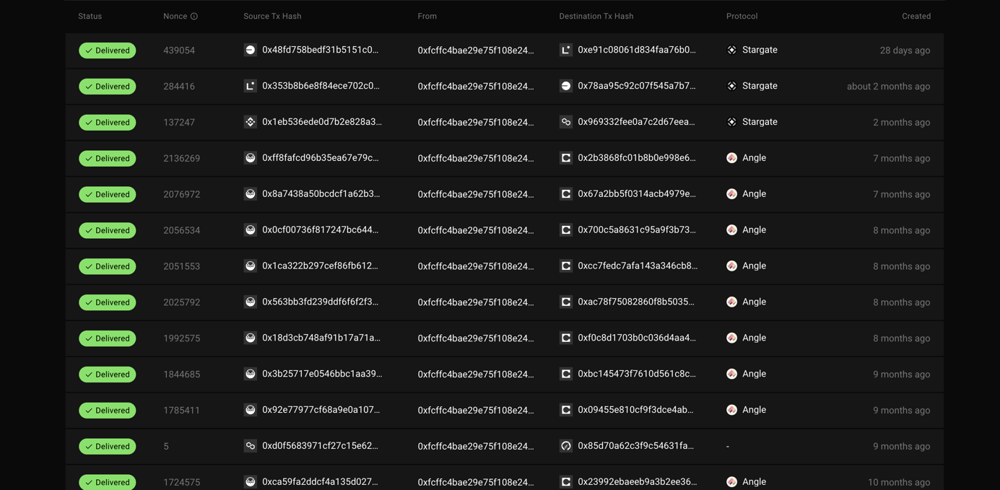 Status Nonce Source Tx Hash From Destination Tx Hash Protocol Created
Delivered 439054 0x48fd758bedf31b5151c0... 0xfcffc4bae29e75f108e24... 0xe91c08061d834faa76b0... Stargate 28 days ago
Delivered 284416 0x353b8b6e8f84ece702c0... 0xfcffc4bae29e75f108e24... 0x78aa95c92c07f545a7b7... Stargate about 2 months ago
Delivered 137247 0x1eb536ede0d7b2e828a3... 0xfcffc4bae29e75f108e24... 0x969332fee0a7c2d67eea... Stargate 2 months ago
Delivered 2136269 0xff8fafcd96b35ea67e79c... 0xfcffc4bae29e75f108e24... 0x2b3868fc01b8b0e998e6... Angle 7 months ago
Delivered 2076972 0x8a7438a50bcdcf1a62b3... 0xfcffc4bae29e75f108e24... 0x67a2bb5f0314acb4979e... Angle 7 months ago
Delivered 2056534 0x0cf00736f817247bc644... 0xfcffc4bae29e75f108e24... 0x700c5a8631c95a9f3b73... Angle 8 months ago
Delivered 2051553 0x1ca322b297cef86fb612... 0xfcffc4bae29e75f108e24... 0xcc7fedc7afa143a346cb8... Angle 8 months ago
Delivered 2025792 0x563bb3fd239ddf6f6f2f3... 0xfcffc4bae29e75f108e24... 0xac78f75082860f8b5035... Angle 8 months ago
Delivered 1992575 0x18d3cb748af91b17a71a... 0xfcffc4bae29e75f108e24... 0xf0c8d1703b0c036d4aa4... Angle 8 months ago
Delivered 1844685 0x3b25717e0546bbc1aa39... 0xfcffc4bae29e75f108e24... 0xbc145473f7610d561c8c... Angle 9 months ago
Delivered 1785411 0x92e77977cf68a9e0a107... 0xfcffc4bae29e75f108e24... 0x09455e810cf9f3dce4ab... Angle 9 months ago
Delivered 5 0xd0f5683971cf27c15e62... 0xfcffc4bae29e75f108e24... 0x85d70a62c3f9c54631fa... - 9 months ago
Delivered 1724575 0xca59fa2ddcf4a135d027... 0xfcffc4bae29e75f108e24... 0x23992ebaeeb9a3b2ee36... Angle 10 months ago